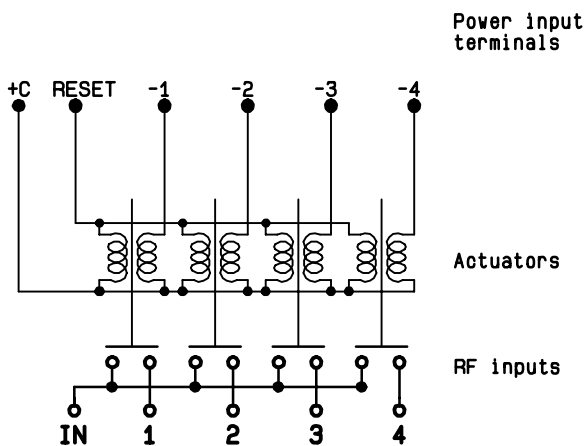 Power input
terminals
+C RESET -1 -2 -3 -4
Actuators
RF inputs
IN 1 2 3 4